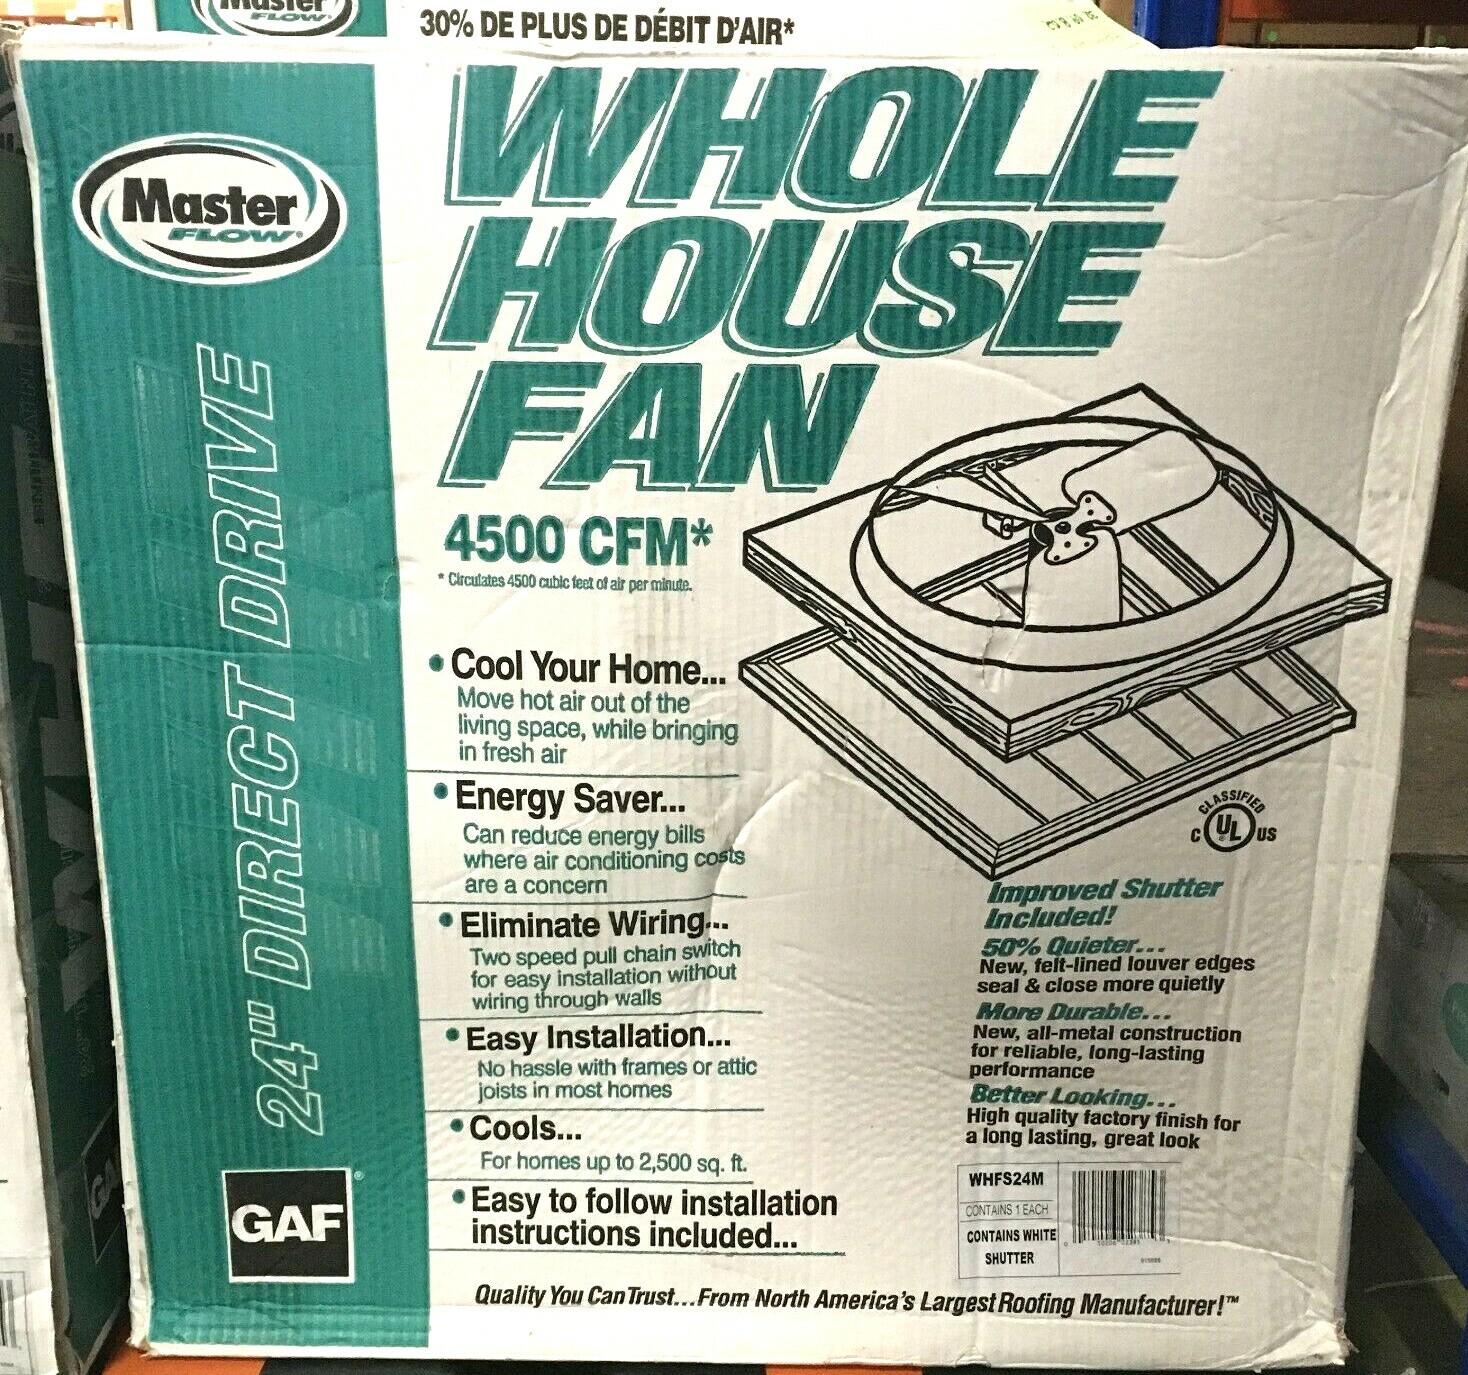 Master
FLOW
30% DE PLUS DE DÉBIT D'AIR*
Master
FLOW®
24" DIRECT DRIVE
GAF®
WHOLE
HOUSE
FAN
4500 CFM*
* Circulates 4500 cubic feet of air per minute.
• Cool Your Home...
Move hot air out of the
living space, while bringing
in fresh air
• Energy Saver...
Can reduce energy bills
where air conditioning costs
are a concern
• Eliminate Wiring...
Two speed pull chain switch
for easy installation without
wiring through walls
• Easy Installation...
No hassle with frames or attic
joists in most homes
• Cools...
For homes up to 2,500 sq. ft.
• Easy to follow installation
instructions included...
CLASSIFIED
C UL® US
Improved Shutter
Included!
50% Quieter...
New, felt-lined louver edges
seal & close more quietly
More Durable...
New, all-metal construction
for reliable, long-lasting
performance
Better Looking...
High quality factory finish for
a long lasting, great look
WHFS24M
CONTAINS 1 EACH
CONTAINS WHITE
SHUTTER
Quality You Can Trust...From North America's Largest Roofing Manufacturer!™
GAF